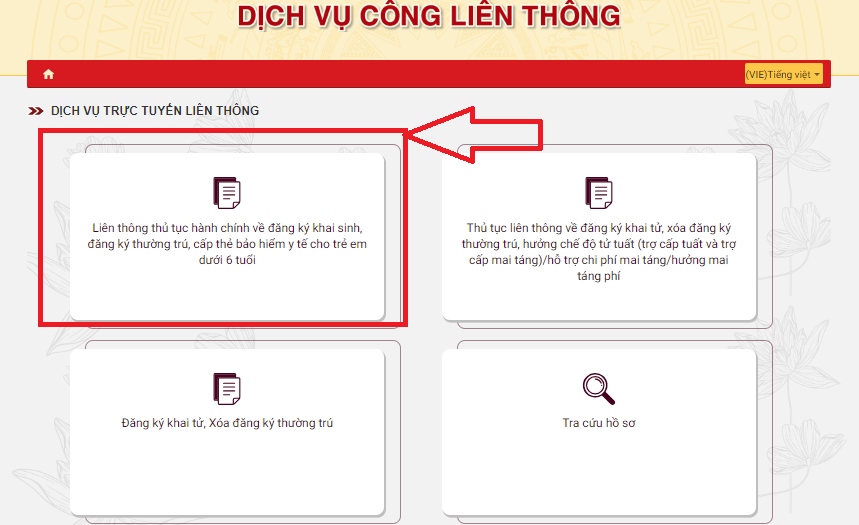 DỊCH VỤ CÔNG LIÊN THÔNG
(VIE)Tiếng việt
DỊCH VỤ TRỰC TUYẾN LIÊN THÔNG
Liên thông thủ tục hành chính về đăng ký khai sinh,
đăng ký thường trú, cấp thẻ bảo hiểm y tế cho trẻ em
dưới 6 tuổi
Thủ tục liên thông về đăng ký khai tử, xóa đăng ký
thường trú, hưởng chế độ tử tuất (trợ cấp tuất và trợ
cấp mai táng)/hỗ trợ chi phí mai táng/hưởng mai
táng phí
Đăng ký khai tử, Xóa đăng ký thường trú
Tra cứu hồ sơ